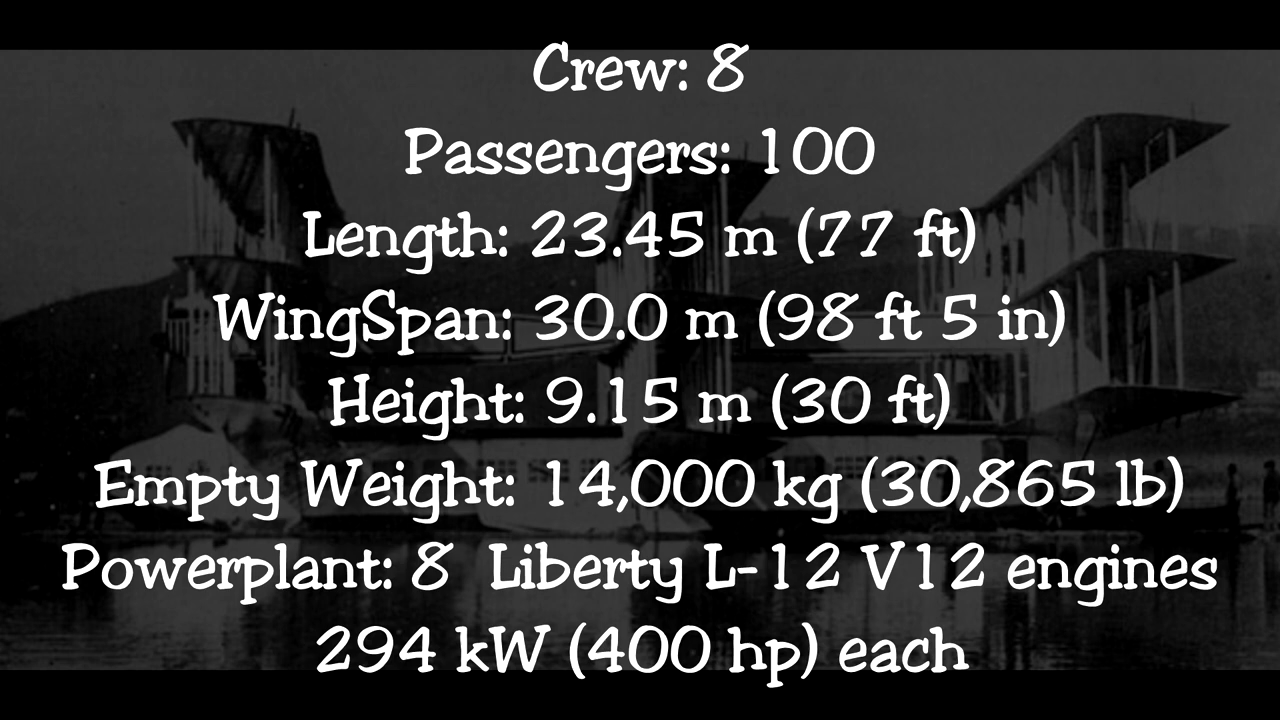 Crew: 8
Passengers: 100
Length: 23.45 m (77 ft)
WingSpan: 30.0 m (98 ft 5 in)
Height: 9.15 m (30 ft)
Empty Weight: 14,000 kg (30,865 lb)
Powerplant: 8 Liberty L-12 V12 engines
294 kW (400 hp) each